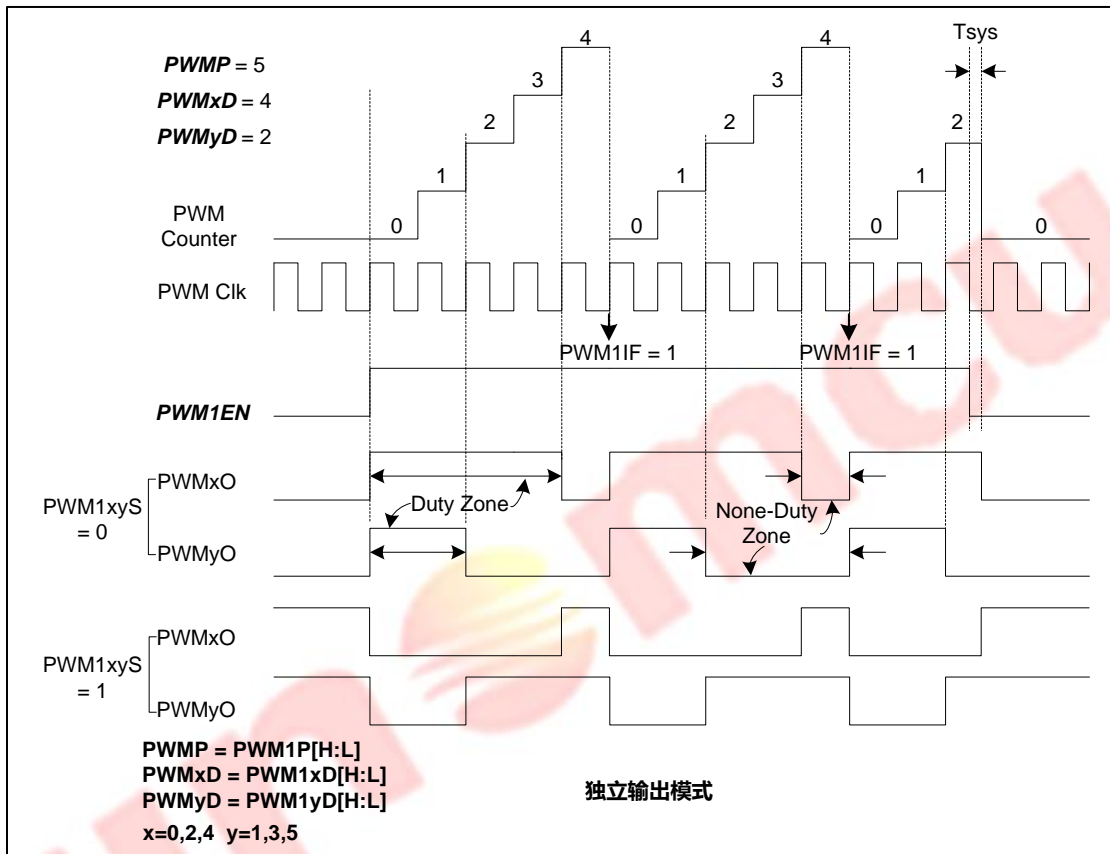 Tsys
4
4
PWMP = 5
3
3
PWMxD = 4
2
2
2
PWMyD = 2
1
1
1
PWM
Counter
0
0
0
0
PWM Clk
PWM1IF = 1
PWM1IF = 1
PWM1EN
PWMxO
PWM1xyS
= 0
Duty Zone
None-Duty
Zone
PWMyO
PWMxO
PWM1xyS
= 1
PWMyO
PWMP = PWM1P[H:L]
PWMxD = PWM1xD[H:L]
PWMyD = PWM1yD[H:L]
x=0,2,4 y=1,3,5
独立输出模式
mcu